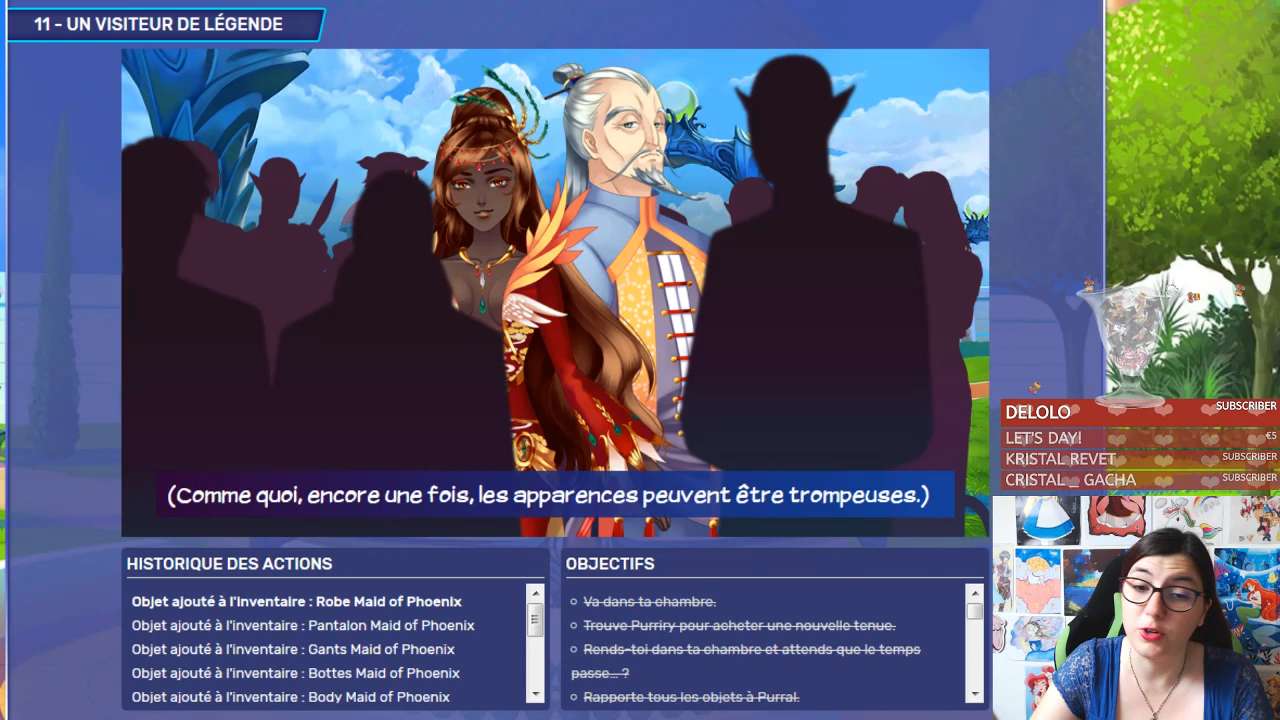 11 - UN VISITEUR DE LÉGENDE
(Comme quoi, encore une fois, les apparences peuvent être trompeuses.)
HISTORIQUE DES ACTIONS
Objet ajouté à l'inventaire : Robe Maid of Phoenix
Objet ajouté à l'inventaire : Pantalon Maid of Phoenix
Objet ajouté à l'inventaire : Gants Maid of Phoenix
Objet ajouté à l'inventaire : Bottes Maid of Phoenix
Objet ajouté à l'inventaire : Body Maid of Phoenix
OBJECTIFS
Va dans ta chambre.
Trouve Purriry pour acheter une nouvelle tenue.
Rends-toi dans ta chambre et attends que le temps
passe... ?
Rapporte tous les objets à Purral.
DELOLO SUBSCRIBER
LET'S DAY! €5
KRISTAL REVET SUBSCRIBER
CRISTAL _ GACHA SUBSCRIBER